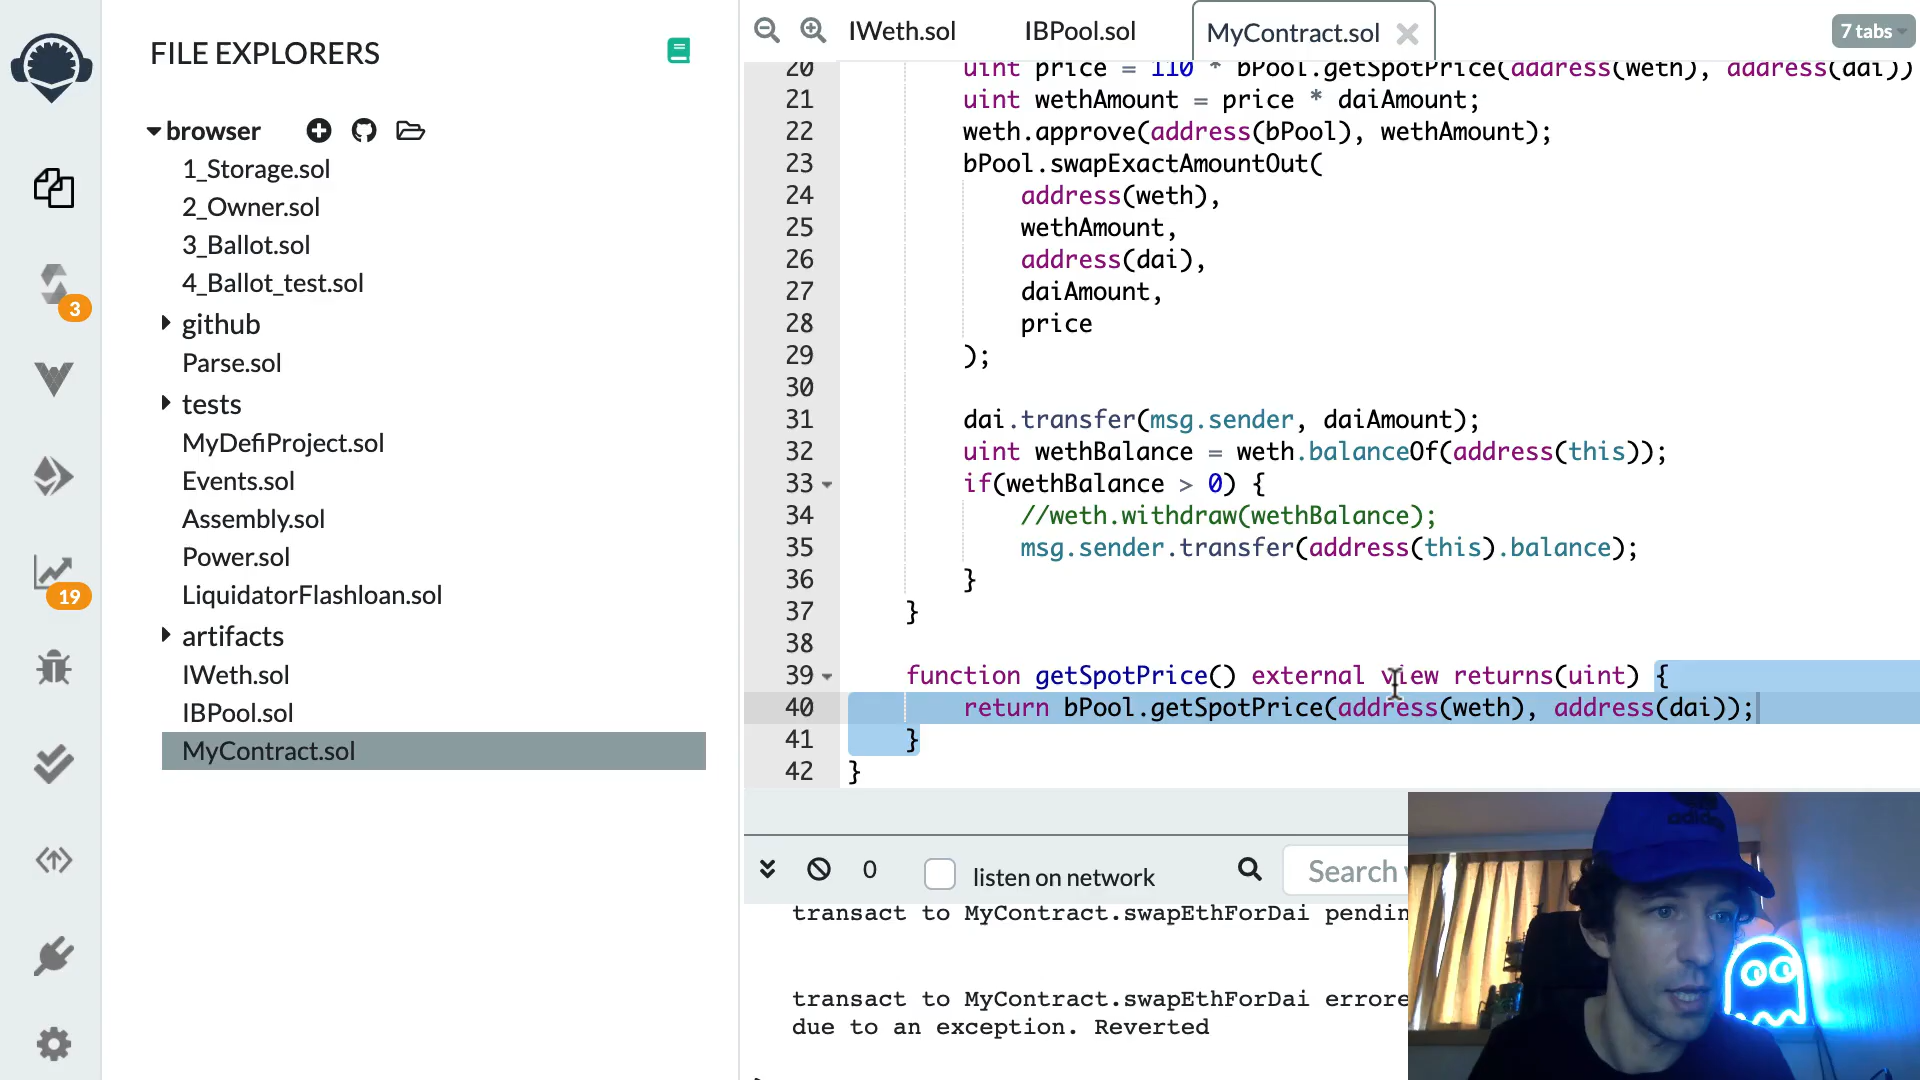 FILE EXPLORERS
browser
1_Storage.sol
2_Owner.sol
3_Ballot.sol
4_Ballot_test.sol
github
Parse.sol
tests
MyDefiProject.sol
Events.sol
Assembly.sol
Power.sol
LiquidatorFlashloan.sol
artifacts
IWeth.sol
IBPool.sol
MyContract.sol
3
19
IWeth.sol
IBPool.sol
MyContract.sol
7 tabs
20 uint price = 110 * bPool.getSpotPrice(address(weth), address(dai))
21 uint wethAmount = price * daiAmount;
22 weth.approve(address(bPool), wethAmount);
23 bPool.swapExactAmountOut(
24 address(weth),
25 wethAmount,
26 address(dai),
27 daiAmount,
28 price
29 );
30
31 dai.transfer(msg.sender, daiAmount);
32 uint wethBalance = weth.balanceOf(address(this));
33 if(wethBalance > 0) {
34 //weth.withdraw(wethBalance);
35 msg.sender.transfer(address(this).balance);
36 }
37 }
38
39 function getSpotPrice() external view returns(uint) {
40 return bPool.getSpotPrice(address(weth), address(dai));
41 }
42 }
0
listen on network
Search
transact to MyContract.swapEthForDai pendin
transact to MyContract.swapEthForDai errore
due to an exception. Reverted